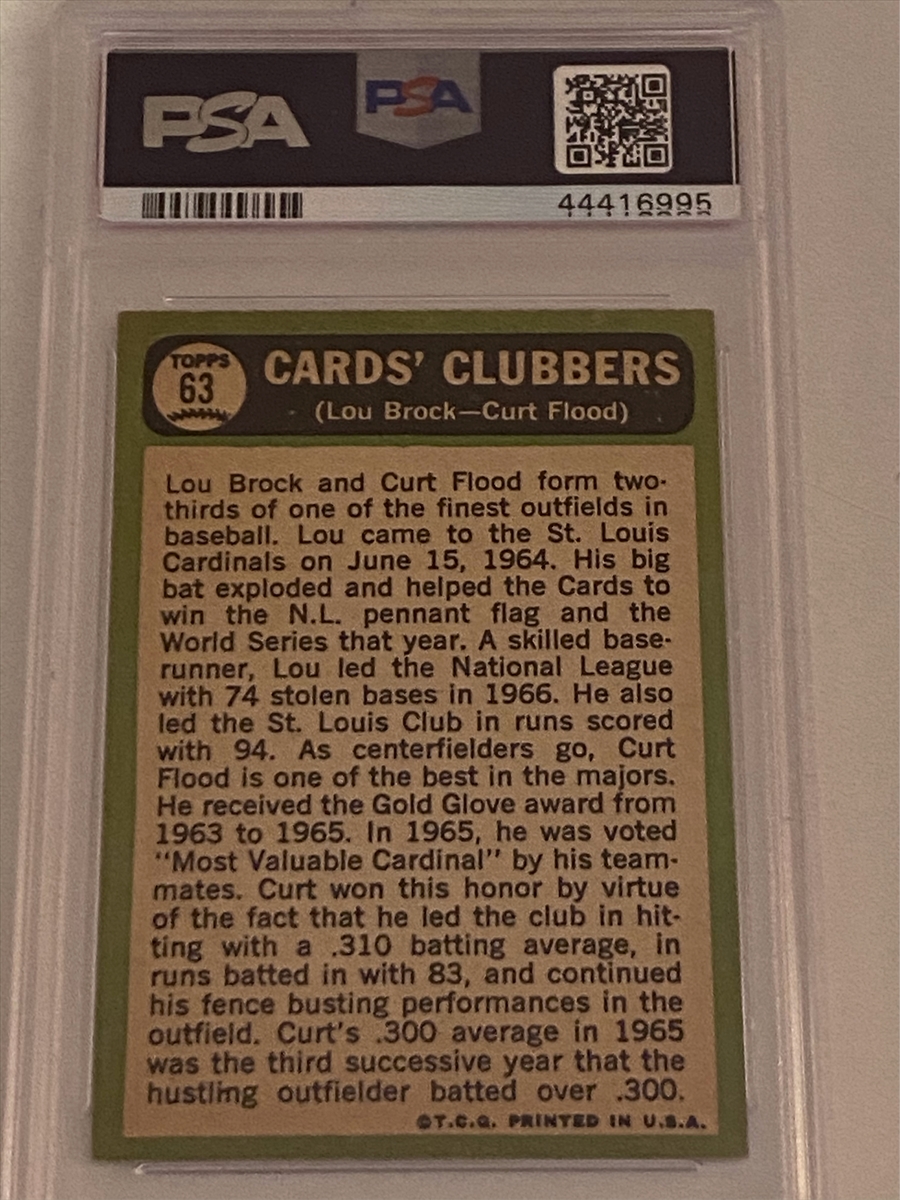 PSA PSA
44416995
TOPPS
63
CARDS' CLUBBERS
(Lou Brock—Curt Flood)
Lou Brock and Curt Flood form two-
thirds of one of the finest outfields in
baseball. Lou came to the St. Louis
Cardinals on June 15, 1964. His big
bat exploded and helped the Cards to
win the N.L. pennant flag and the
World Series that year. A skilled base-
runner, Lou led the National League
with 74 stolen bases in 1966. He also
led the St. Louis Club in runs scored
with 94. As centerfielders go, Curt
Flood is one of the best in the majors.
He received the Gold Glove award from
1963 to 1965. In 1965, he was voted
"Most Valuable Cardinal" by his team-
mates. Curt won this honor by virtue
of the fact that he led the club in hit-
ting with a .310 batting average, in
runs batted in with 83, and continued
his fence busting performances in the
outfield. Curt's .300 average in 1965
was the third successive year that the
hustling outfielder batted over .300.
©T.C.G. PRINTED IN U.S.A.